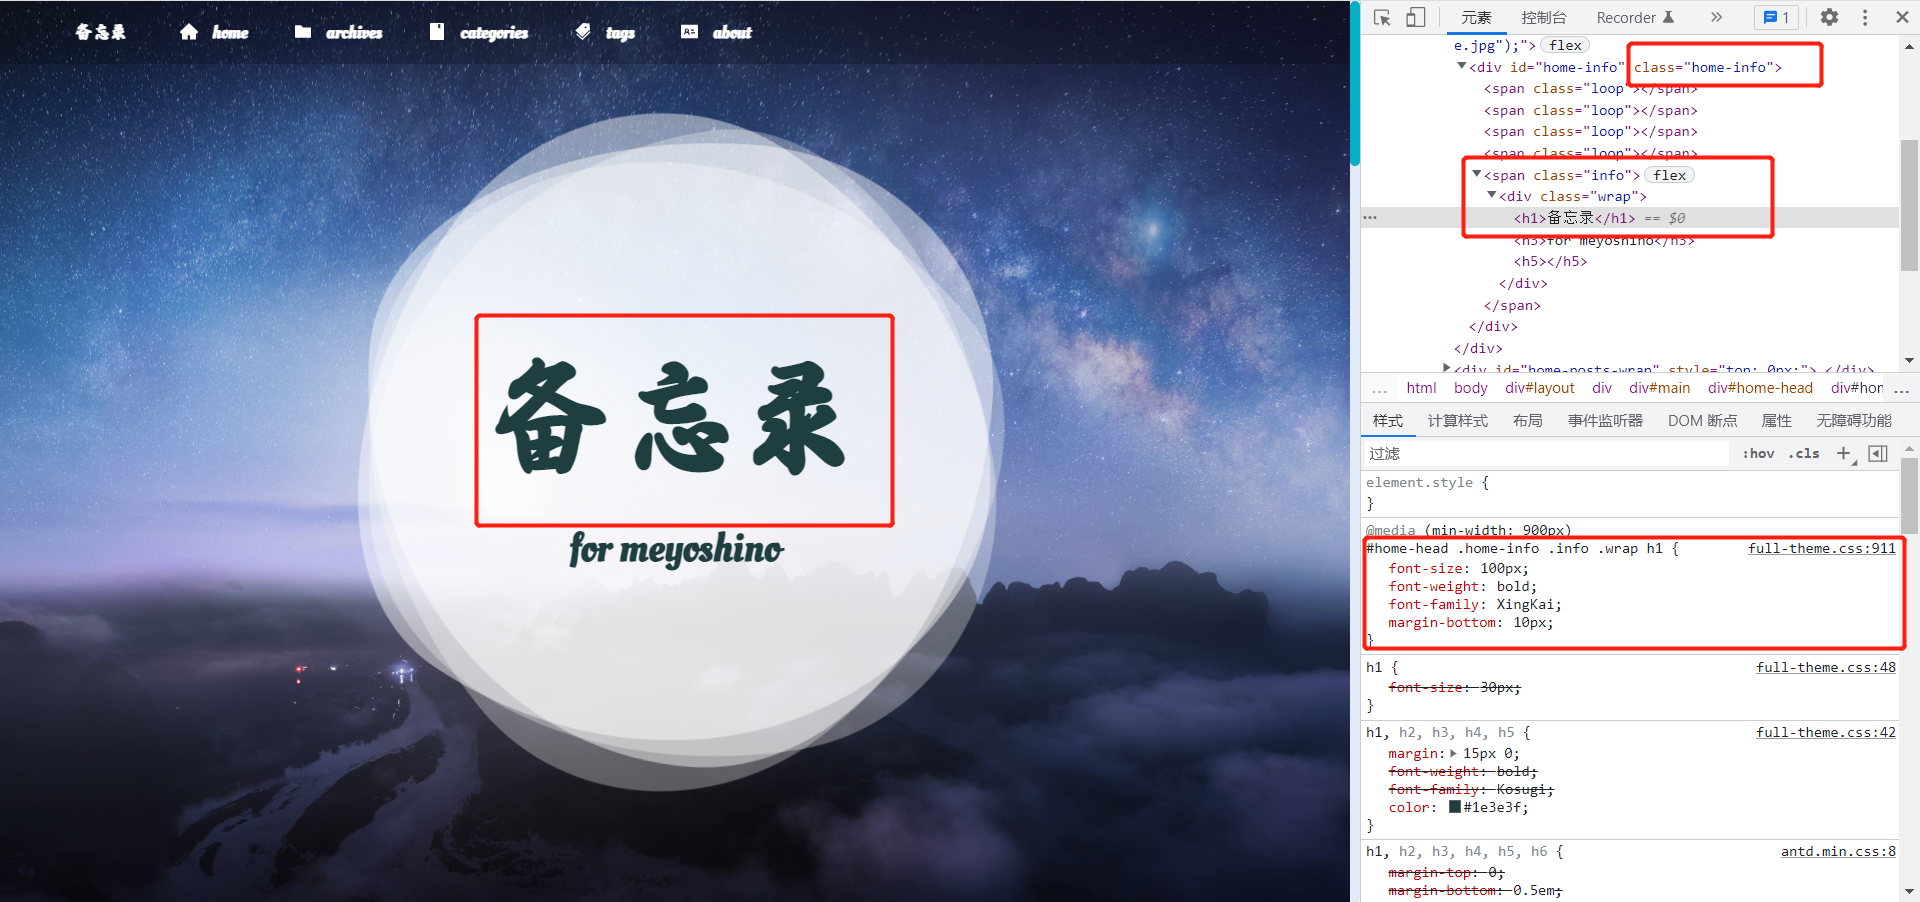 备忘录 home archives categories tags about
备忘录
for meyoshino
元素 控制台 Recorder 1
e.jpg");"> flex
<div id="home-info" class="home-info">
<span class="loop"></span>
<span class="loop"></span>
<span class="loop"></span>
<span class="loop"></span>
<span class="info"> flex
<div class="wrap">
<h1>备忘录</h1> == $0
<h3>for meyoshino</h3>
<h5></h5>
</div>
</span>
</div>
</div>
<div id="home-posts-wrap" style="top: 0px;"> </div>
... html body div#layout div div#main div#home-head div#hon ...
样式 计算样式 布局 事件监听器 DOM 断点 属性 无障碍功能
过滤 :hov .cls
element.style {
}
@media (min-width: 900px)
#home-head .home-info .info .wrap h1 { full-theme.css:911
font-size: 100px;
font-weight: bold;
font-family: XingKai;
margin-bottom: 10px;
}
h1 { full-theme.css:48
font-size: 30px;
}
h1, h2, h3, h4, h5 { full-theme.css:42
margin: 15px 0;
font-weight: bold;
font-family: Kosugi;
color: #1e3e3f;
}
h1, h2, h3, h4, h5, h6 { antd.min.css:8
margin-top: 0;
margin-bottom: 0.5em;